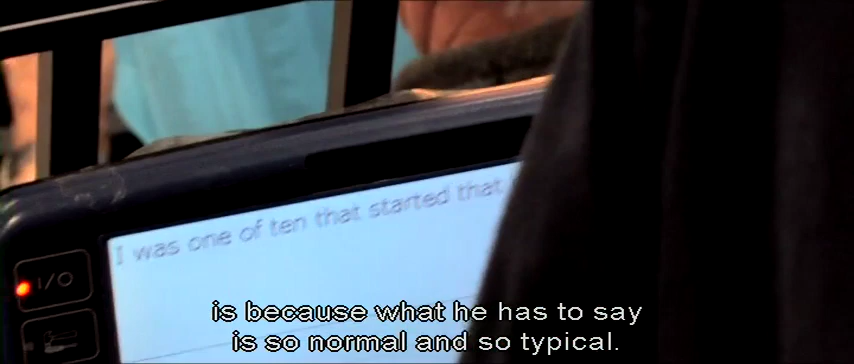 I was one of ten that started that
I/O
is because what he has to say
is so normal and so typical.